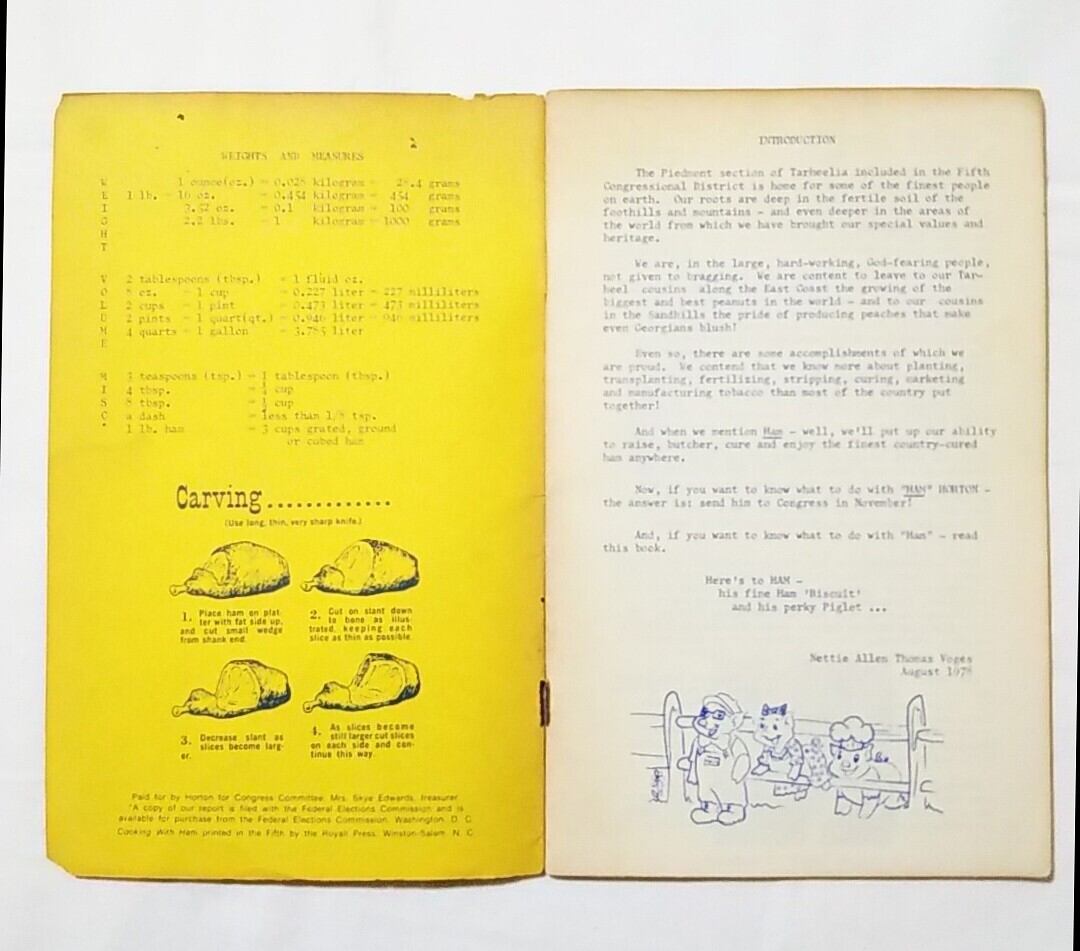 WEIGHTS AND MEASURES
W 1 ounce(oz.) = 0.028 kilogram = 28.4 grams
E 1 lb. = 16 oz. = 0.454 kilogram = 454 grams
I 3.52 oz. = 0.1 kilogram = 100 grams
G 2.2 lbs. = 1 kilogram = 1000 grams
H
T
V 2 tablespoons (tbsp.) = 1 fluid oz.
O 8 oz. = 1 cup = 0.227 liter = 227 milliliters
L 2 cups = 1 pint = 0.473 liter = 473 milliliters
U 2 pints = 1 quart(qt.) = 0.946 liter = 946 milliliters
M 4 quarts = 1 gallon = 3.785 liter
E
M 3 teaspoons (tsp.) = 1 tablespoon (tbsp.)
I 4 tbsp. = ¼ cup
S 8 tbsp. = ½ cup
C a dash = less than 1/8 tsp.
. 1 lb. ham = 3 cups grated, ground
or cubed ham
Carving.............
(Use long, thin, very sharp knife.)
1. Place ham on plat-
ter with fat side up,
and cut small wedge
from shank end.
2. Cut on slant down
to bone as illus-
trated, keeping each
slice as thin as possible.
3. Decrease slant as
slices become larg-
er.
4. As slices become
still larger cut slices
on each side and con-
tinue this way.
Paid for by Horton for Congress Committee, Mrs. Skye Edwards, Treasurer
"A copy of our report is filed with the Federal Elections Commission and is
available for purchase from the Federal Elections Commission, Washington, D. C.
Cooking With Ham printed in the Fifth by the Royall Press, Winston-Salem, N. C.
INTRODUCTION
The Piedmont section of Tarheelia included in the Fifth
Congressional District is home for some of the finest people
on earth. Our roots are deep in the fertile soil of the
foothills and mountains - and even deeper in the areas of
the world from which we have brought our special values and
heritage.
We are, in the large, hard-working, God-fearing people,
not given to bragging. We are content to leave to our Tar-
heel cousins along the East Coast the growing of the
biggest and best peanuts in the world - and to our cousins
in the Sandhills the pride of producing peaches that make
even Georgians blush!
Even so, there are some accomplishments of which we
are proud. We contend that we know more about planting,
transplanting, fertilizing, stripping, curing, marketing
and manufacturing tobacco than most of the country put
together!
And when we mention Ham - well, we'll put up our ability
to raise, butcher, cure and enjoy the finest country-cured
ham anywhere.
Now, if you want to know what to do with "HAM" HORTON -
the answer is: send him to Congress in November!
And, if you want to know what to do with "Ham" - read
this book.
Here's to HAM -
his fine Ham 'Biscuit'
and his perky Piglet ...
Nettie Allen Thomas Voges
August 1978